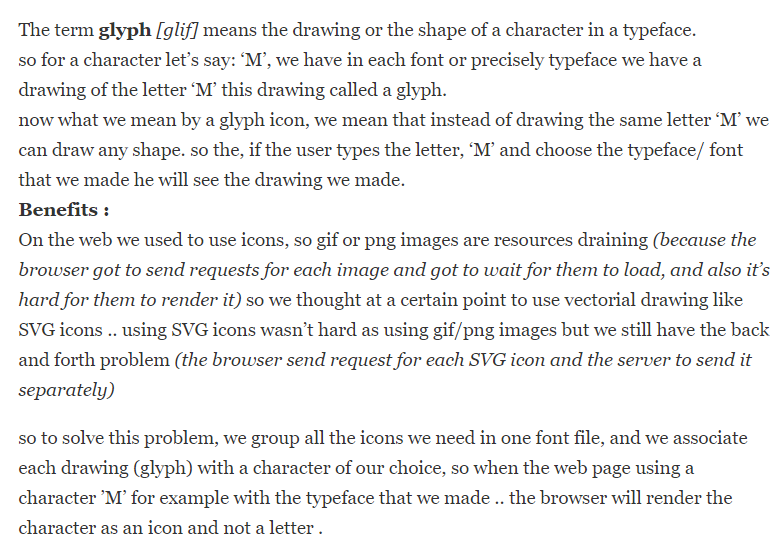 The term glyph [glif] means the drawing or the shape of a character in a typeface.
so for a character let’s say: ‘M’, we have in each font or precisely typeface we have a
drawing of the letter ‘M’ this drawing called a glyph.
now what we mean by a glyph icon, we mean that instead of drawing the same letter ‘M’ we
can draw any shape. so the, if the user types the letter, ‘M’ and choose the typeface/ font
that we made he will see the drawing we made.
Benefits :
On the web we used to use icons, so gif or png images are resources draining (because the
browser got to send requests for each image and got to wait for them to load, and also it’s
hard for them to render it) so we thought at a certain point to use vectorial drawing like
SVG icons .. using SVG icons wasn’t hard as using gif/png images but we still have the back
and forth problem (the browser send request for each SVG icon and the server to send it
separately)
so to solve this problem, we group all the icons we need in one font file, and we associate
each drawing (glyph) with a character of our choice, so when the web page using a
character ’M’ for example with the typeface that we made .. the browser will render the
character as an icon and not a letter .